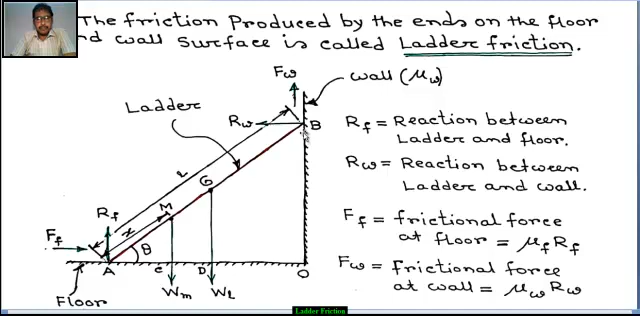 The friction Produced by the ends on the floor
nd wall Surface is called Ladder friction.
Fw
wall (μw)
Ladder
Rw
B
L
G
M
x
Rf
Ff
θ
A
C
D
O
Floor
Wm
WL
Rf = Reaction between
Ladder and floor.
Rw = Reaction between
Ladder and wall.
Ff = frictional force
at floor = μf Rf
Fw = frictional force
at wall = μw Rw
Ladder Friction